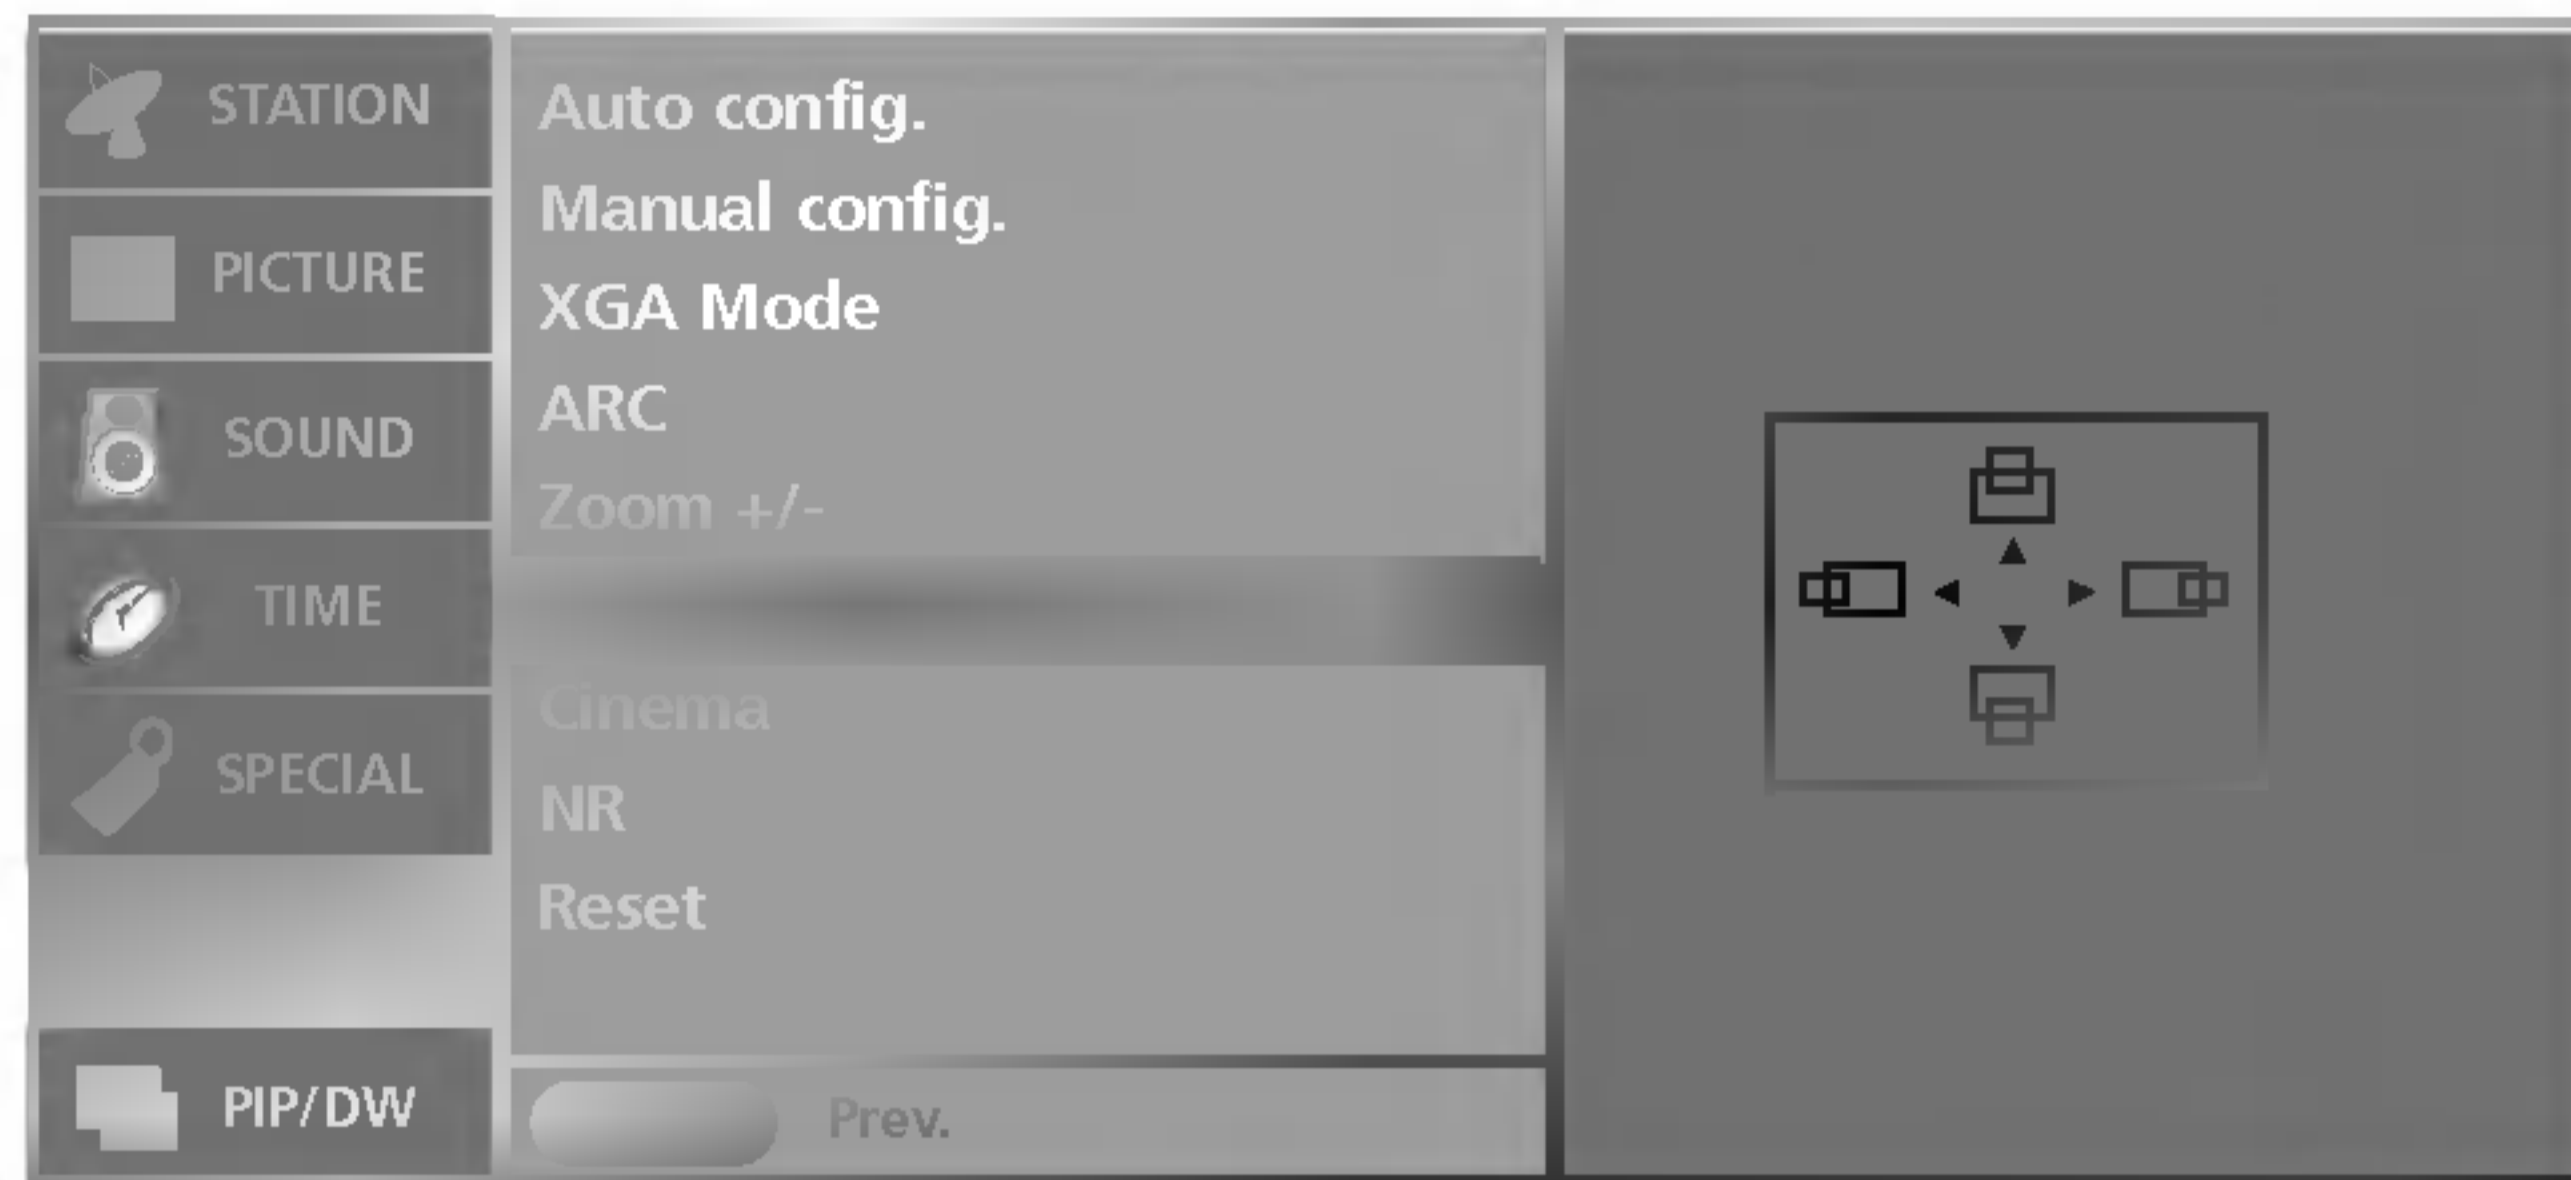 STATION
PICTURE
SOUND
TIME
SPECIAL
PIP/DW
Auto config.
Manual config.
XGA Mode
ARC
Zoom +/-
Cinema
NR
Reset
Prev.